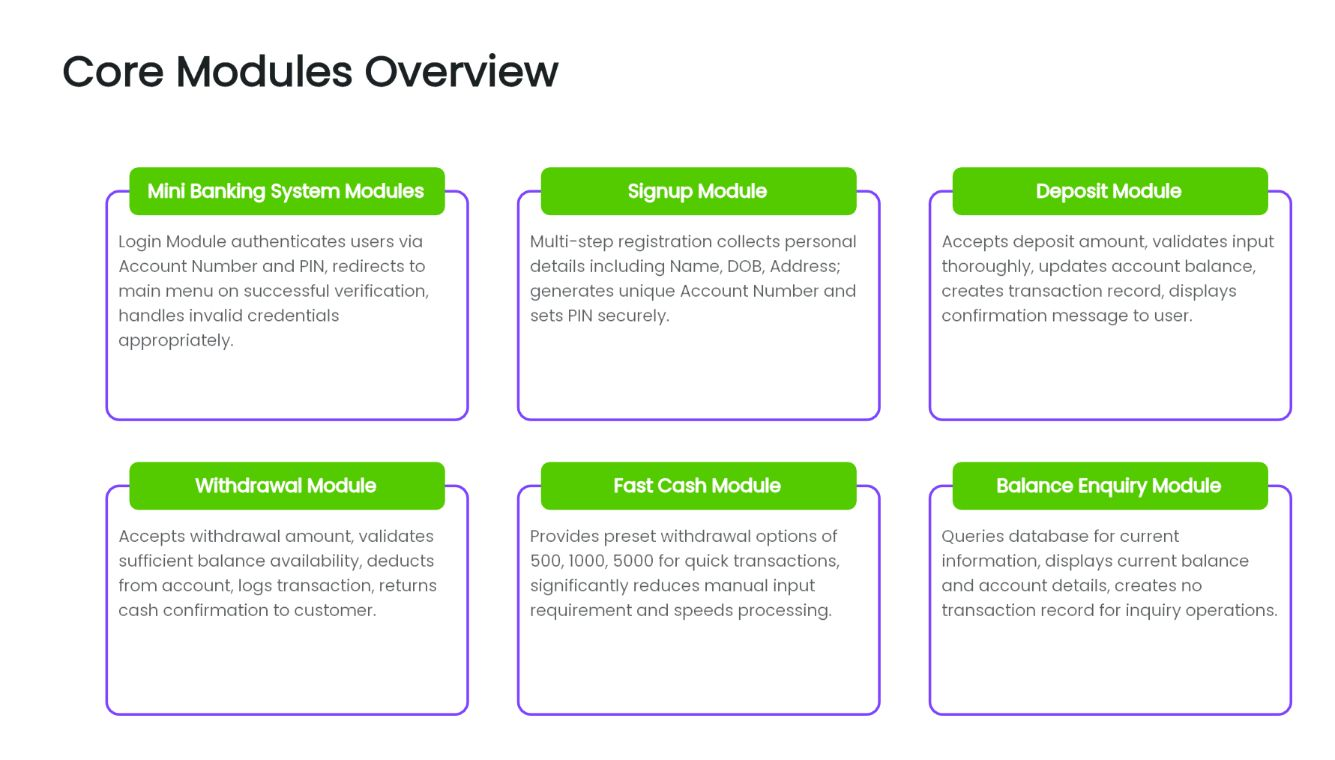 Core Modules Overview
Mini Banking System Modules
Login Module authenticates users via
Account Number and PIN, redirects to
main menu on successful verification,
handles invalid credentials
appropriately.
Signup Module
Multi-step registration collects personal
details including Name, DOB, Address;
generates unique Account Number and
sets PIN securely.
Deposit Module
Accepts deposit amount, validates input
thoroughly, updates account balance,
creates transaction record, displays
confirmation message to user.
Withdrawal Module
Accepts withdrawal amount, validates
sufficient balance availability, deducts
from account, logs transaction, returns
cash confirmation to customer.
Fast Cash Module
Provides preset withdrawal options of
500, 1000, 5000 for quick transactions,
significantly reduces manual input
requirement and speeds processing.
Balance Enquiry Module
Queries database for current
information, displays current balance
and account details, creates no
transaction record for inquiry operations.